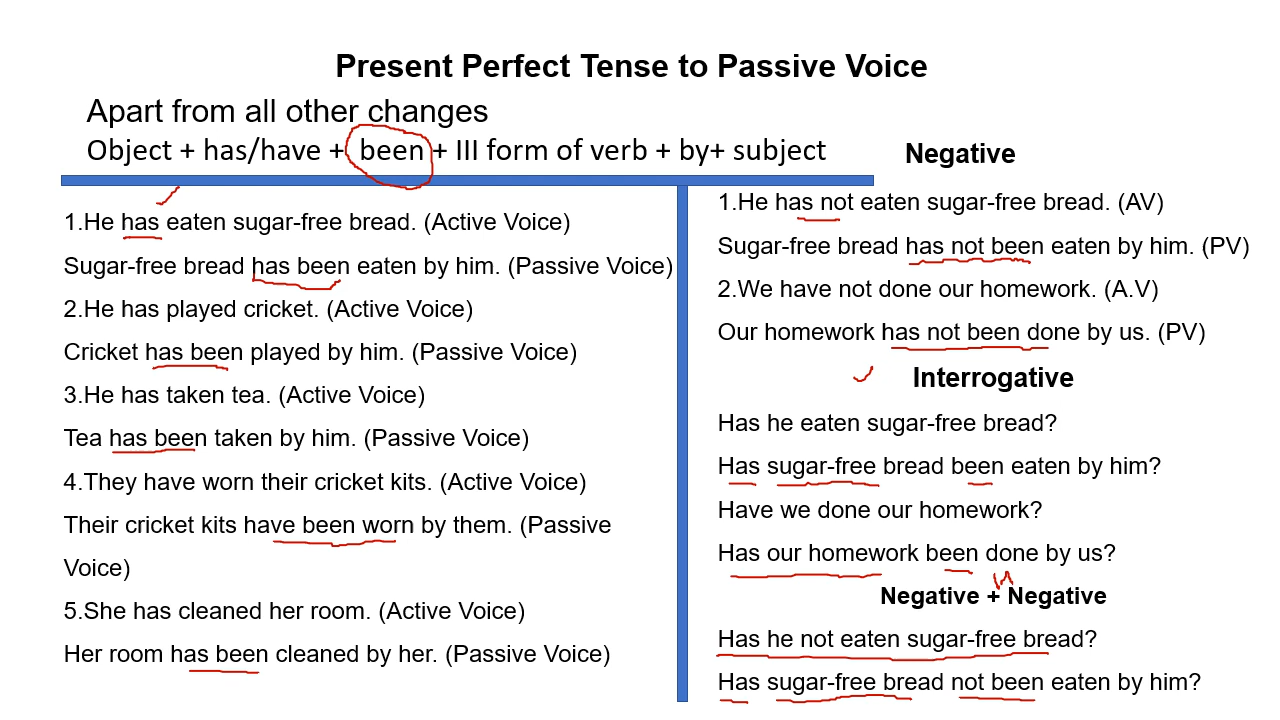 Present Perfect Tense to Passive Voice
Apart from all other changes
Object + has/have + been + III form of verb + by+ subject
1.He has eaten sugar-free bread. (Active Voice)
Sugar-free bread has been eaten by him. (Passive Voice)
2.He has played cricket. (Active Voice)
Cricket has been played by him. (Passive Voice)
3.He has taken tea. (Active Voice)
Tea has been taken by him. (Passive Voice)
4.They have worn their cricket kits. (Active Voice)
Their cricket kits have been worn by them. (Passive
Voice)
5.She has cleaned her room. (Active Voice)
Her room has been cleaned by her. (Passive Voice)
Negative
1.He has not eaten sugar-free bread. (AV)
Sugar-free bread has not been eaten by him. (PV)
2.We have not done our homework. (A.V)
Our homework has not been done by us. (PV)
Interrogative
Has he eaten sugar-free bread?
Has sugar-free bread been eaten by him?
Have we done our homework?
Has our homework been done by us?
Negative + Negative
Has he not eaten sugar-free bread?
Has sugar-free bread not been eaten by him?